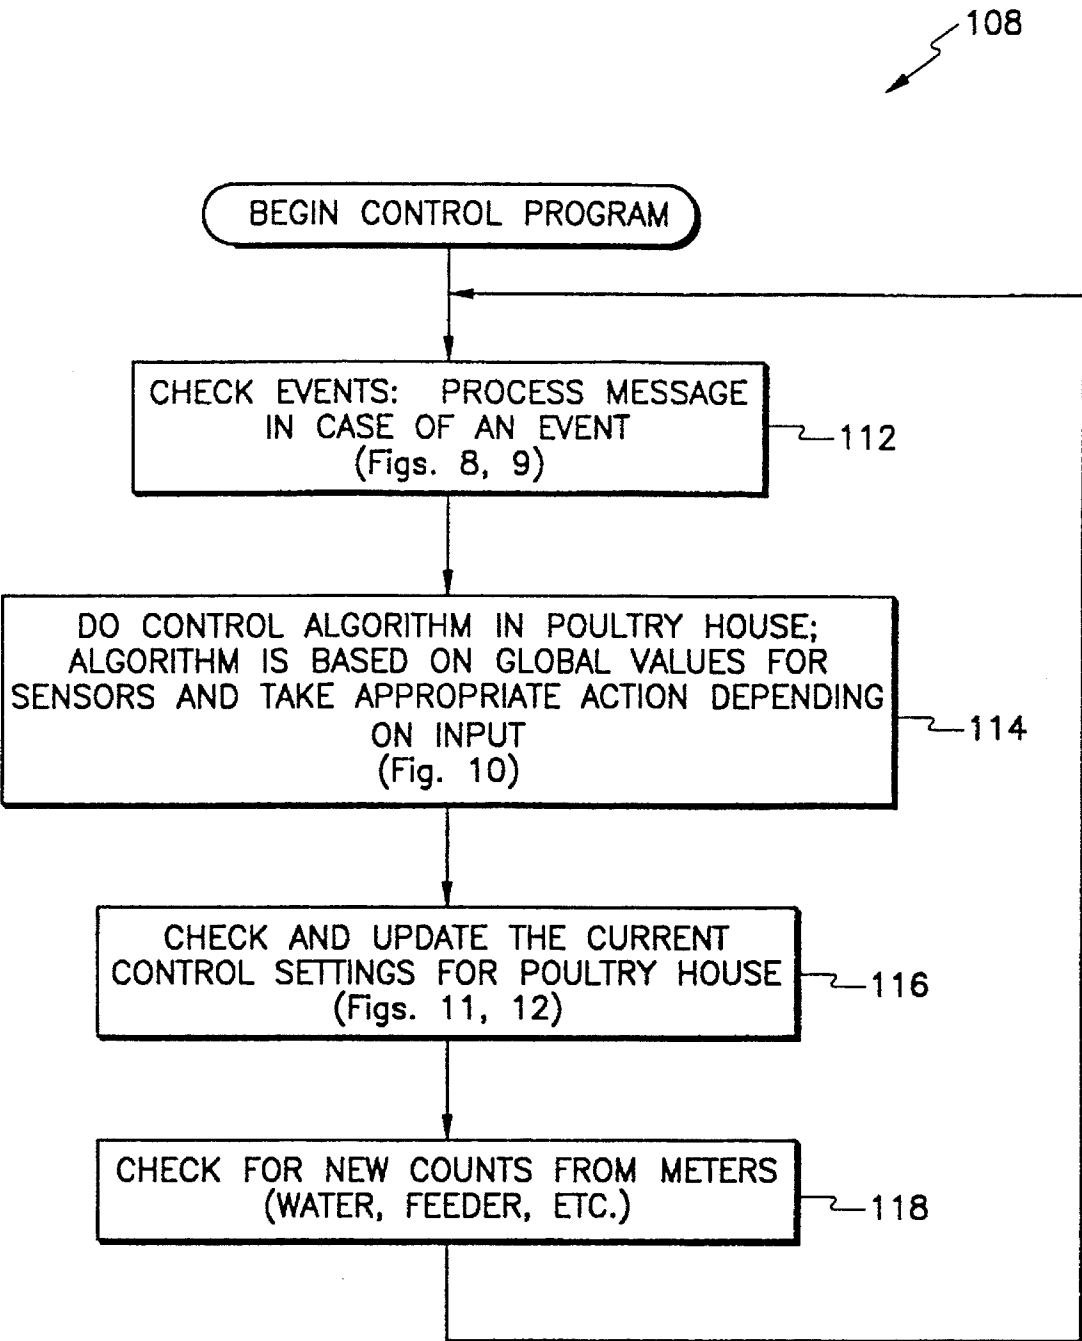 108
BEGIN CONTROL PROGRAM
CHECK EVENTS: PROCESS MESSAGE
IN CASE OF AN EVENT
(Figs. 8, 9)
112
DO CONTROL ALGORITHM IN POULTRY HOUSE;
ALGORITHM IS BASED ON GLOBAL VALUES FOR
SENSORS AND TAKE APPROPRIATE ACTION DEPENDING
ON INPUT
(Fig. 10)
114
CHECK AND UPDATE THE CURRENT
CONTROL SETTINGS FOR POULTRY HOUSE
(Figs. 11, 12)
116
CHECK FOR NEW COUNTS FROM METERS
(WATER, FEEDER, ETC.)
118